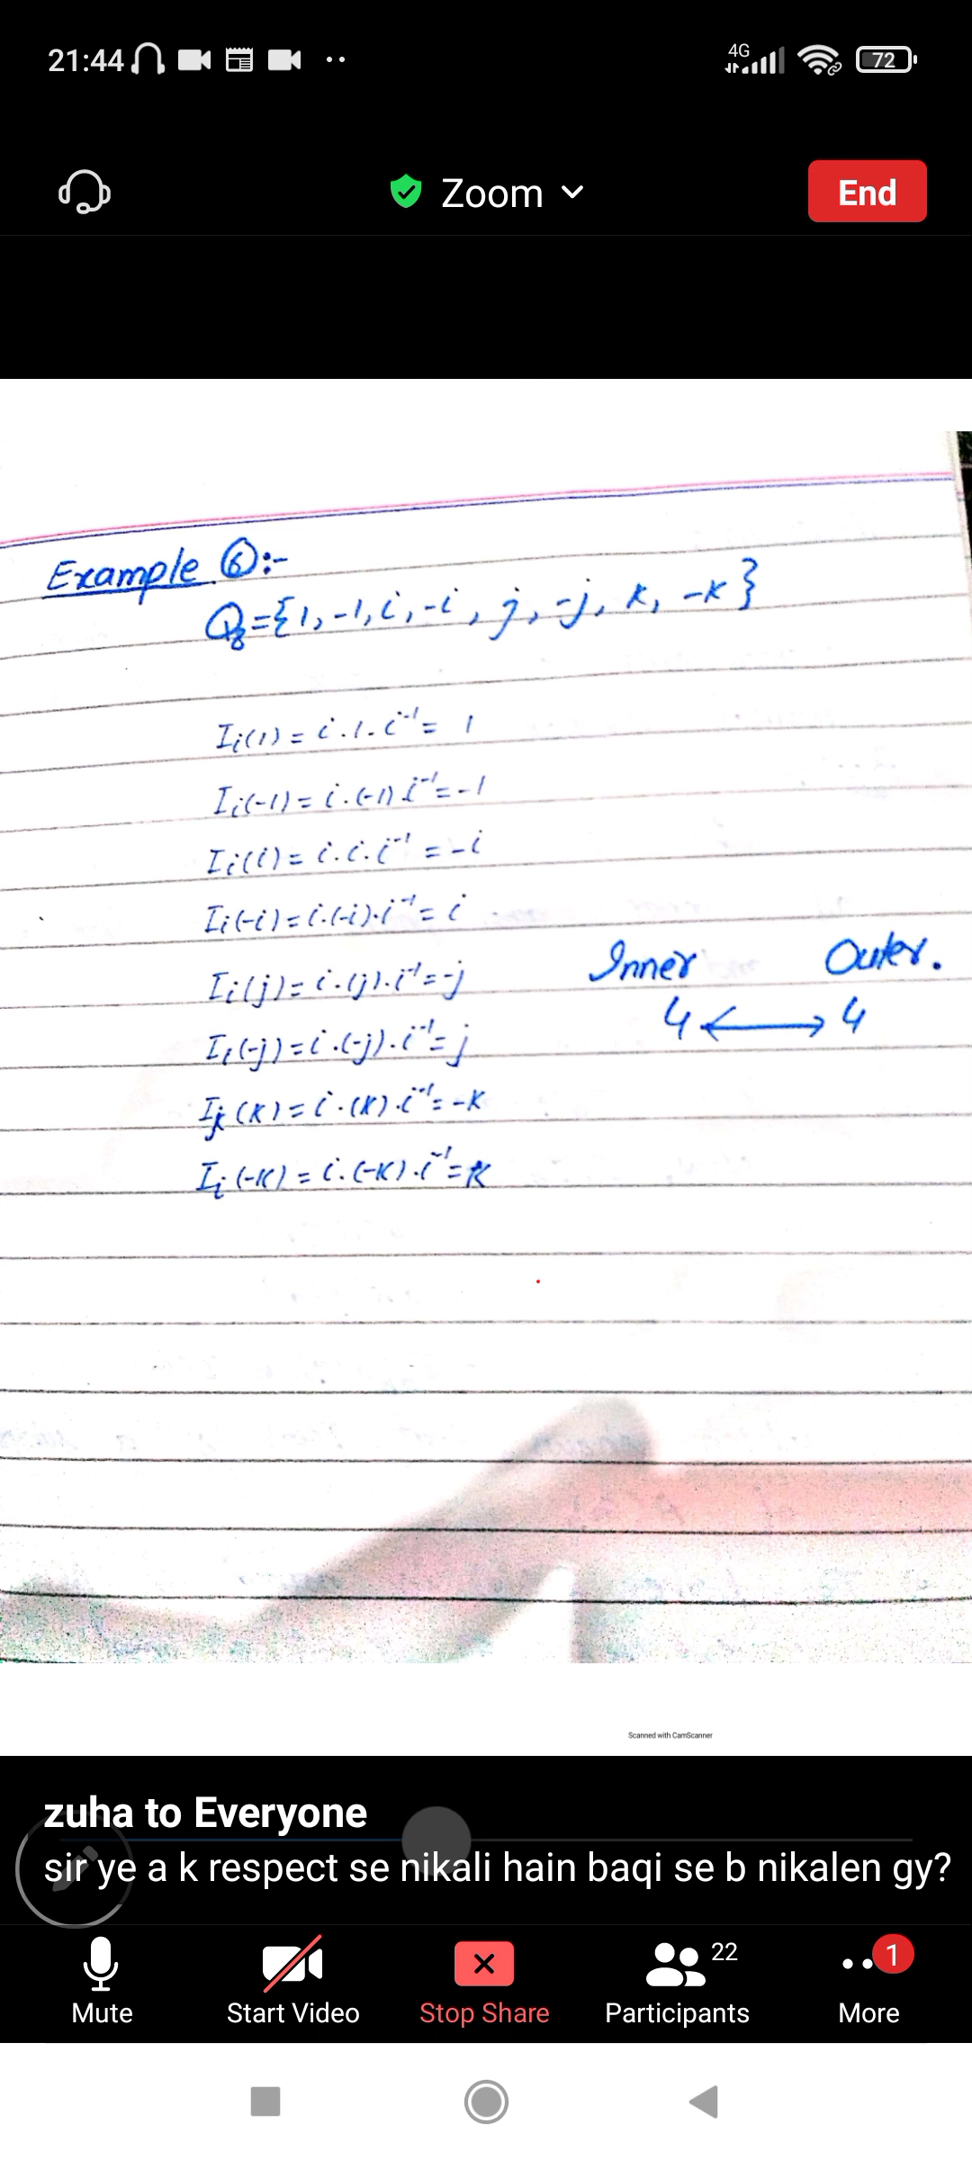 21:44
4G
72
Zoom
End
Example ⑥:-
Q₈={1,-1,i,-i, j,-j, k, -k}
Iᵢ(1) = i.1.i⁻¹= 1
Iᵢ(-1) = i.(-1) i⁻¹=-1
Iᵢ(i) = i.i.i⁻¹ = -i
Iᵢ(-i)=i.(-i).i⁻¹= i
Inner Outer.
Iᵢ(j)= i.(j).i⁻¹=-j
4 ⟷ 4
Iᵢ(-j)=i.(-j).i⁻¹= j
(k) = i.(k).i⁻¹=-k
Iᵢ(-k) = i.(-k).i⁻¹=k
Scanned with CamScanner
zuha to Everyone
sir ye a k respect se nikali hain baqi se b nikalen gy?
22
1
Mute Start Video Stop Share Participants More